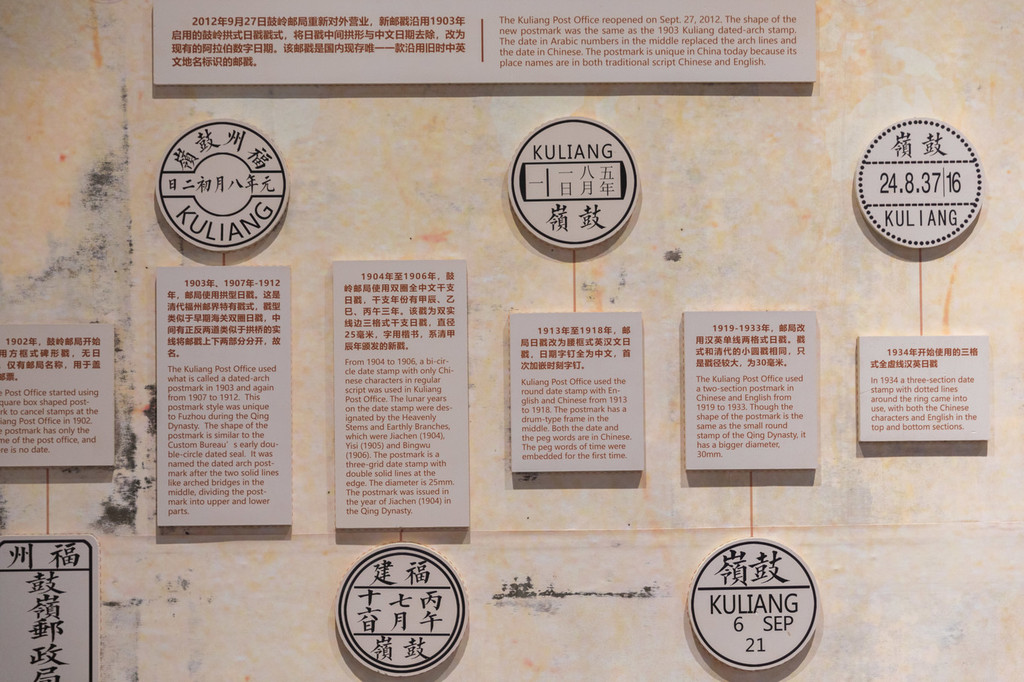 2012年9月27日鼓岭邮局重新对外营业，新邮戳沿用1903年
启用的鼓岭拱式日戳戳式，将日戳中间拱形与中文日期去除，改为
现有的阿拉伯数字日期。该邮戳是国内现存唯一一款沿用旧时中英
文地名标识的邮戳。
The Kuliang Post Office reopened on Sept. 27, 2012. The shape of the
new postmark was the same as the 1903 Kuliang dated-arch stamp.
The date in Arabic numbers in the middle replaced the arch lines and
the date in Chinese. The postmark is unique in China today because its
place names are in both traditional script Chinese and English.
嶺鼓州福
日二初月八年元
KULIANG
KULIANG
一 一八五
日月年
嶺鼓
嶺鼓
24.8.37|16
KULIANG
1902年，鼓岭邮局开始
用方框式碑形戳，无日
，仅有邮局名称，用于盖
邮票。
Post Office started using
quare box shaped post-
rk to cancel stamps at the
liang Post Office in 1902.
e postmark has only the
me of the post office, and
ere is no date.
1903年、1907年-1912
年，邮局使用拱型日戳。这是
清代福州邮界特有戳式，戳型
类似于早期海关双圈日戳，中
间有正反两道类似于拱桥的实
线将邮戳上下两部分分开，故
名。
The Kuliang Post Office used
what is called a dated-arch
postmark in 1903 and again
from 1907 to 1912. This
postmark style was unique
to Fuzhou during the Qing
Dynasty. The shape of the
postmark is similar to the
Custom Bureau's early dou-
ble-circle dated seal. It was
named the dated arch post-
mark after the two solid lines
like arched bridges in the
middle, dividing the post-
mark into upper and lower
parts.
1904年至1906年，鼓
岭邮局使用双圈全中文干支
日戳，干支年份有甲辰、乙
巳、丙午三年。该戳为双实
线边三格式干支日戳，直径
25毫米，字用楷书，系清甲
辰年颁发的新戳。
From 1904 to 1906, a bi-cir-
cle date stamp with only Chi-
nese characters in regular
script was used in Kuliang
Post Office. The lunar years
on the date stamp were des-
ignated by the Heavenly
Stems and Earthly Branches,
which were Jiachen (1904),
Yisi (1905) and Bingwu
(1906). The postmark is a
three-grid date stamp with
double solid lines at the
edge. The diameter is 25mm.
The postmark was issued in
the year of Jiachen (1904) in
the Qing Dynasty.
1913年至1918年，邮
局日戳改为腰框式英汉文日
戳，日期字钉全为中文，首
次加嵌时刻字钉。
Kuliang Post Office used the
round date stamp with En-
glish and Chinese from 1913
to 1918. The postmark has a
drum-type frame in the
middle. Both the date and
the peg words are in Chinese.
The peg words of time were
embedded for the first time.
1919-1933年，邮局改
用汉英单线两格式日戳。戳
式和清代的小圆戳相同，只
是戳径较大，为30毫米。
The Kuliang Post Office used
a two-section postmark in
Chinese and English from
1919 to 1933. Though the
shape of the postmark is the
same as the small round
stamp of the Qing Dynasty, it
has a bigger diameter,
30mm.
1934年开始使用的三格
式全虚线汉英日戳
In 1934 a three-section date
stamp with dotted lines
around the ring came into
use, with both the Chinese
characters and English in the
top and bottom sections.
州福
鼓嶺郵政局
建福
十七丙
六日月午
嶺鼓
嶺鼓
KULIANG
6 SEP
21